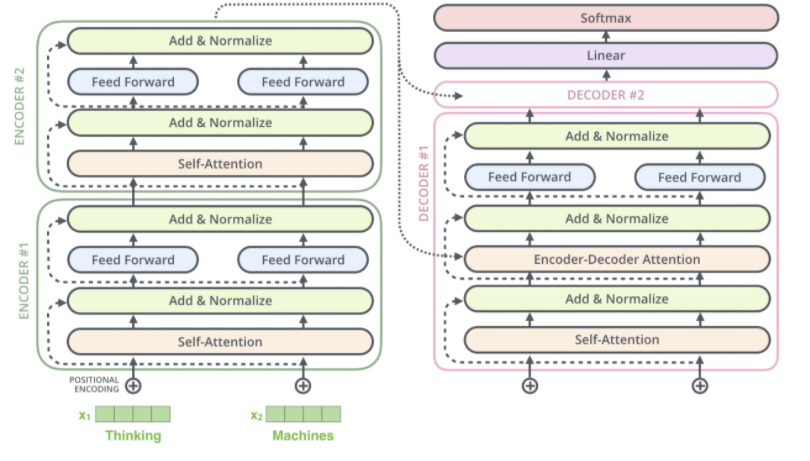 ENCODER #2
Add & Normalize
Feed Forward Feed Forward
Add & Normalize
Self-Attention
ENCODER #1
Add & Normalize
Feed Forward Feed Forward
Add & Normalize
Self-Attention
POSITIONAL
ENCODING
x₁ x₂
Thinking Machines
Softmax
Linear
DECODER #2
DECODER #1
Add & Normalize
Feed Forward Feed Forward
Add & Normalize
Encoder-Decoder Attention
Add & Normalize
Self-Attention